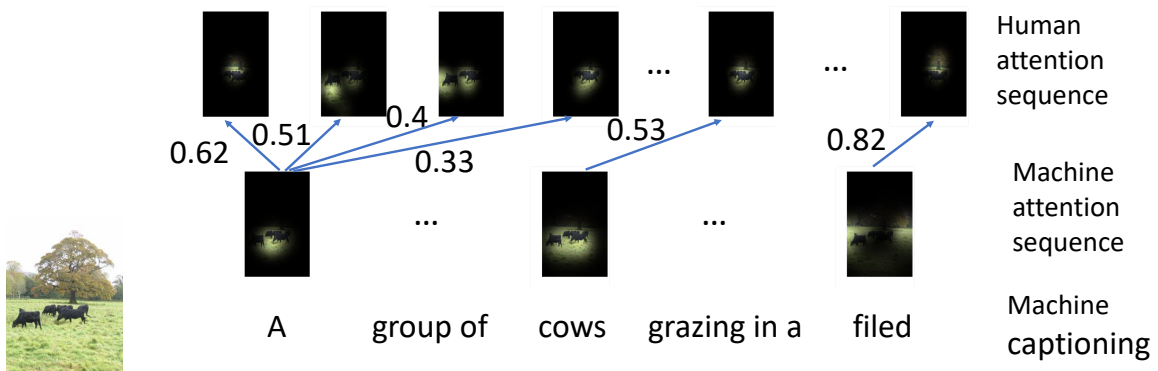 Human
attention
sequence
... ...
0.62 0.51 0.4 0.33 0.53 0.82
Machine
attention
sequence
... ...
A group of cows grazing in a filed
Machine
captioning